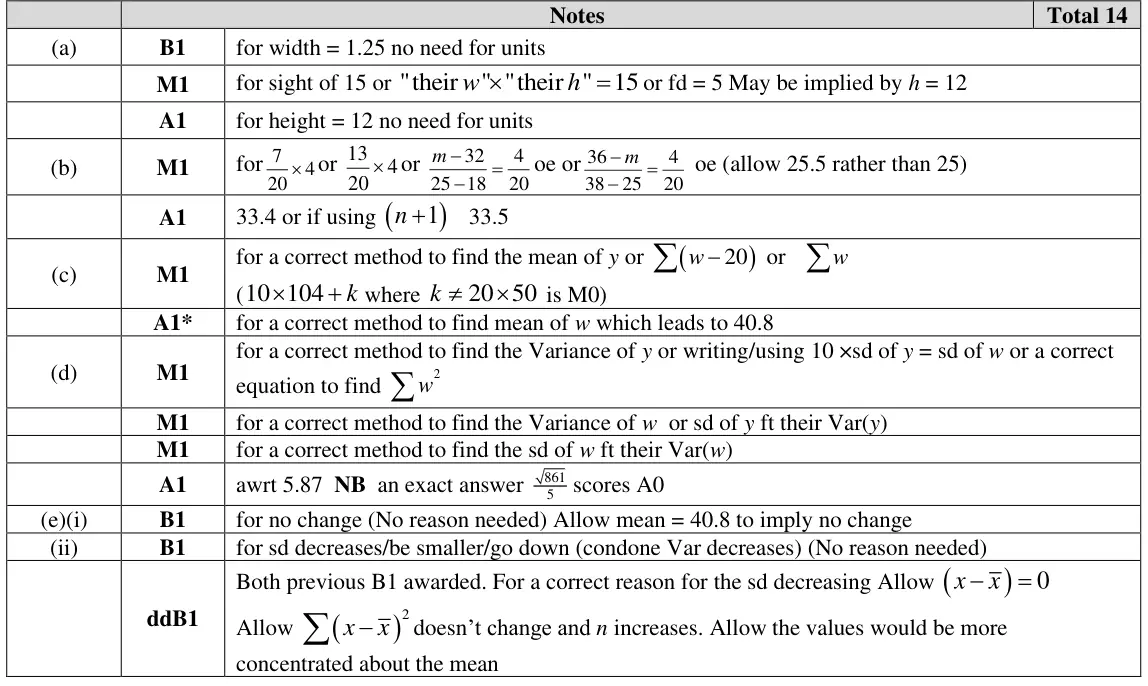 Notes Total 14
(a) B1 for width = 1.25 no need for units
M1 for sight of 15 or "their w"×"their h" = 15 or fd = 5 May be implied by h = 12
A1 for height = 12 no need for units
(b) M1 for 7/20 × 4 or 13/20 × 4 or (m − 32)/(25 − 18) = 4/20 oe or (36 − m)/(38 − 25) = 4/20 oe (allow 25.5 rather than 25)
A1 33.4 or if using (n + 1) 33.5
(c) M1 for a correct method to find the mean of y or ∑(w − 20) or ∑w
(10×104 + k where k ≠ 20×50 is M0)
A1* for a correct method to find mean of w which leads to 40.8
(d) M1 for a correct method to find the Variance of y or writing/using 10 ×sd of y = sd of w or a correct
equation to find ∑w²
M1 for a correct method to find the Variance of w or sd of y ft their Var(y)
M1 for a correct method to find the sd of w ft their Var(w)
A1 awrt 5.87 NB an exact answer √861/5 scores A0
(e)(i) B1 for no change (No reason needed) Allow mean = 40.8 to imply no change
(ii) B1 for sd decreases/be smaller/go down (condone Var decreases) (No reason needed)
ddB1 Both previous B1 awarded. For a correct reason for the sd decreasing Allow (x − x̅) = 0
Allow ∑(x − x̅)² doesn’t change and n increases. Allow the values would be more
concentrated about the mean